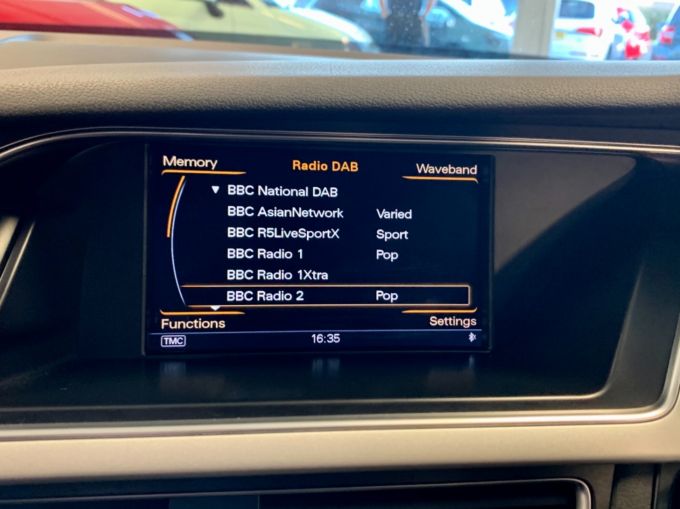 Memory Radio DAB Waveband
BBC National DAB
BBC AsianNetwork Varied
BBC R5LiveSportX Sport
BBC Radio 1 Pop
BBC Radio 1Xtra
BBC Radio 2 Pop
Functions Settings
TMC 16:35